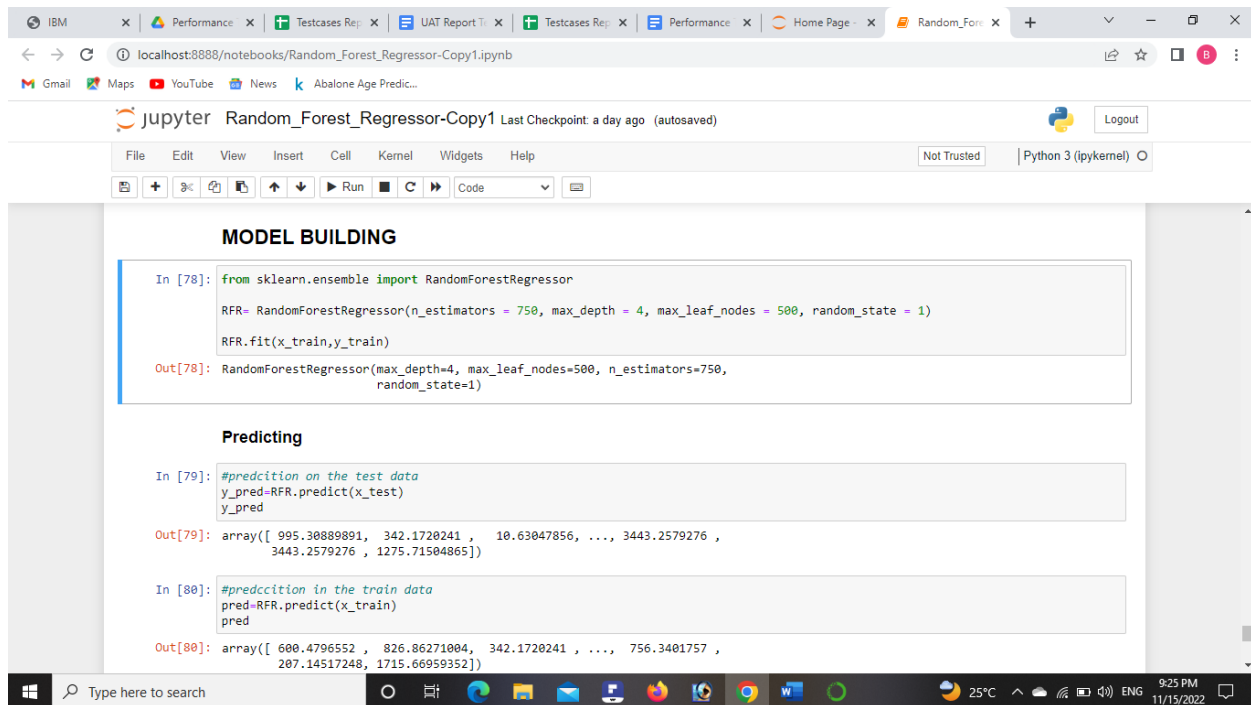 IBM
Performance
Testcases Rep
UAT Report Te
Testcases Rep
Performance
Home Page -
Random_Fore
localhost:8888/notebooks/Random_Forest_Regressor-Copy1.ipynb
B
Gmail Maps YouTube News k Abalone Age Predic...
jupyter Random_Forest_Regressor-Copy1 Last Checkpoint: a day ago (autosaved)
Logout
File Edit View Insert Cell Kernel Widgets Help
Not Trusted
Python 3 (ipykernel)
Run
Code
MODEL BUILDING
In [78]: from sklearn.ensemble import RandomForestRegressor
RFR= RandomForestRegressor(n_estimators = 750, max_depth = 4, max_leaf_nodes = 500, random_state = 1)
RFR.fit(x_train,y_train)
Out[78]: RandomForestRegressor(max_depth=4, max_leaf_nodes=500, n_estimators=750,
random_state=1)
Predicting
In [79]: #predcition on the test data
y_pred=RFR.predict(x_test)
y_pred
Out[79]: array([ 995.30889891, 342.1720241 , 10.63047856, ..., 3443.2579276 ,
3443.2579276 , 1275.71504865])
In [80]: #predccition in the train data
pred=RFR.predict(x_train)
pred
Out[80]: array([ 600.4796552 , 826.86271004, 342.1720241 , ..., 756.3401757 ,
207.14517248, 1715.66959352])
Type here to search
25°C
ENG
9:25 PM
11/15/2022